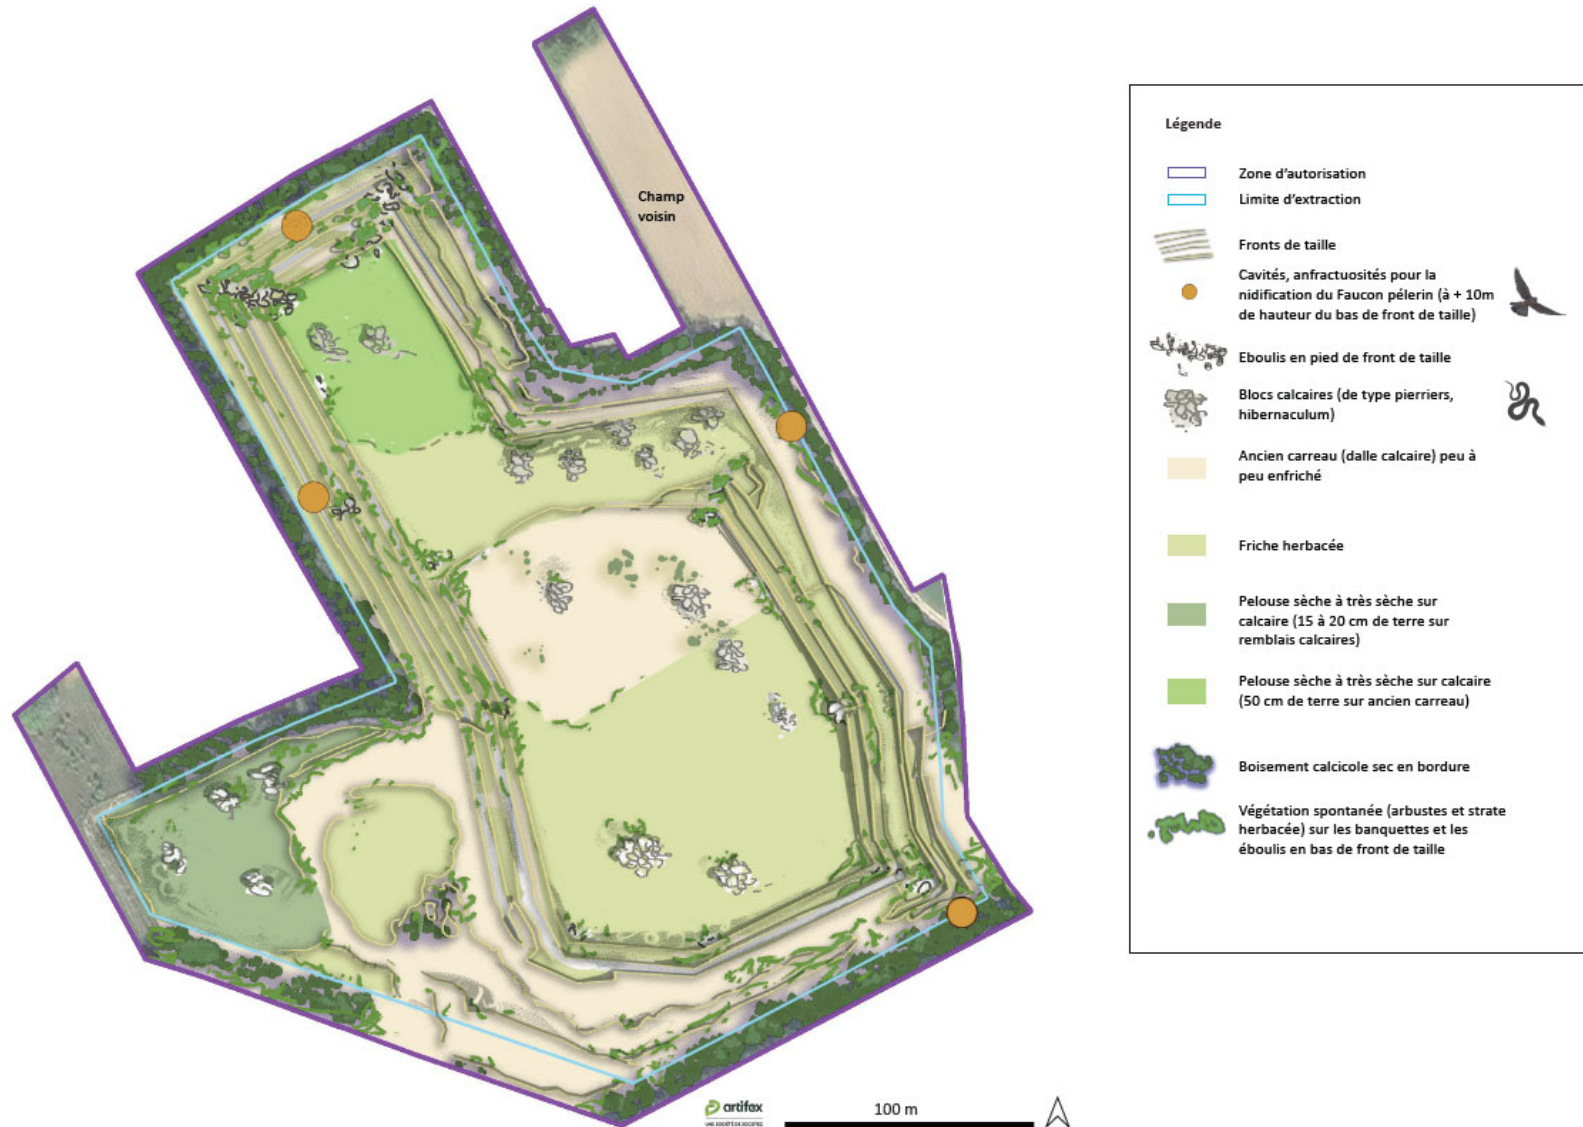 Champ
voisin
Légende
Zone d'autorisation
Limite d'extraction
Fronts de taille
Cavités, anfractuosités pour la
nidification du Faucon pélerin (à + 10m
de hauteur du bas de front de taille)
Eboulis en pied de front de taille
Blocs calcaires (de type pierriers,
hibernaculum)
Ancien carreau (dalle calcaire) peu à
peu enfriché
Friche herbacée
Pelouse sèche à très sèche sur
calcaire (15 à 20 cm de terre sur
remblais calcaires)
Pelouse sèche à très sèche sur calcaire
(50 cm de terre sur ancien carreau)
Boisement calcicole sec en bordure
Végétation spontanée (arbustes et strate
herbacée) sur les banquettes et les
éboulis en bas de front de taille
artifex
UNE SOCIÉTÉ DE SOCOTEC
100 m